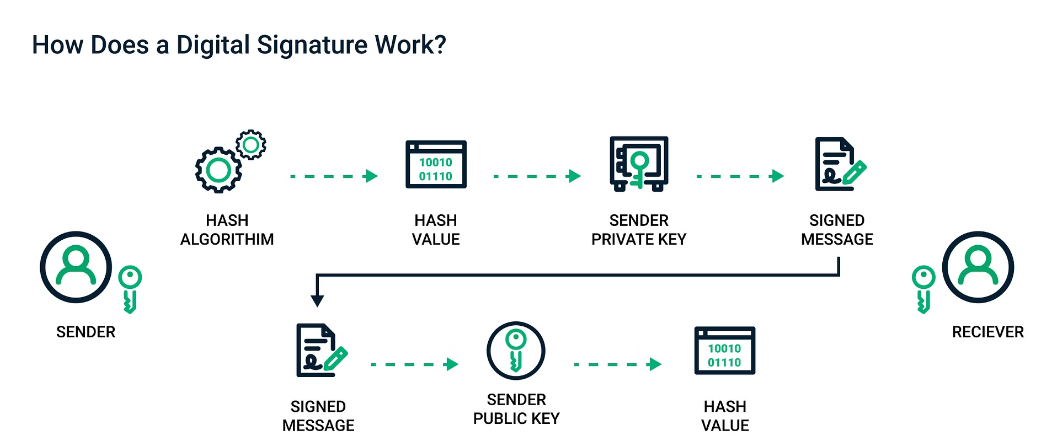 How Does a Digital Signature Work?
10010
01110
HASH
ALGORITHIM
HASH
VALUE
SENDER
PRIVATE KEY
SIGNED
MESSAGE
SENDER
RECIEVER
10010
01110
SIGNED
MESSAGE
SENDER
PUBLIC KEY
HASH
VALUE